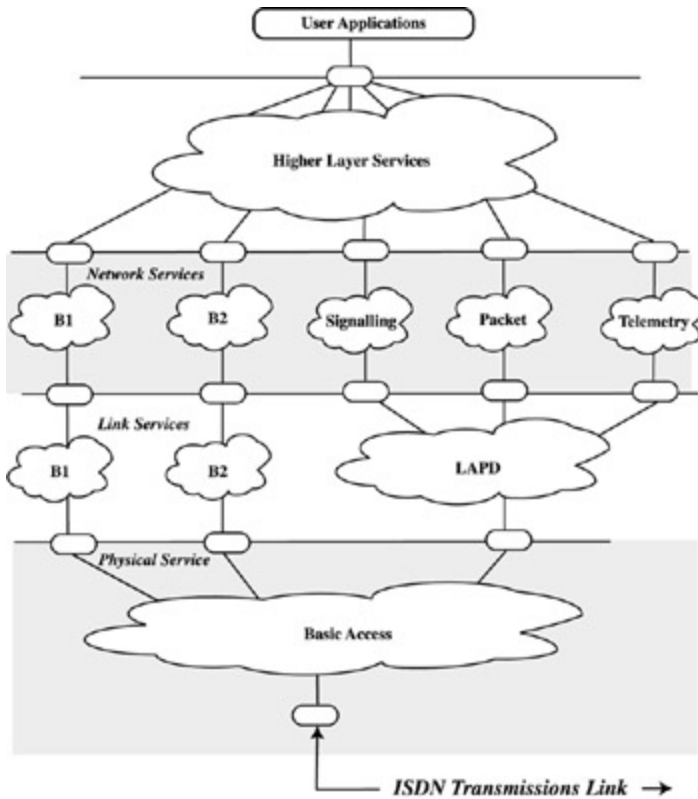 User Applications
Higher Layer Services
Network Services
B1
B2
Signalling
Packet
Telemetry
Link Services
B1
B2
LAPD
Physical Service
Basic Access
ISDN Transmissions Link